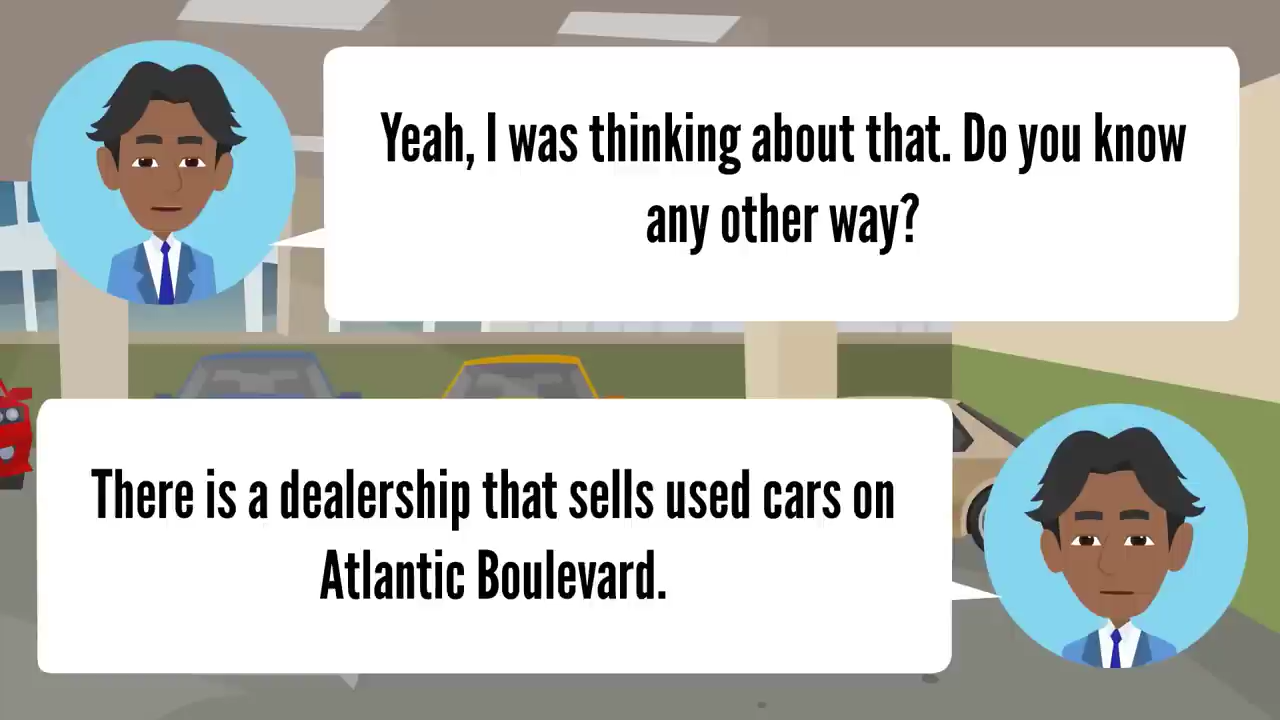 Yeah, I was thinking about that. Do you know
any other way?
There is a dealership that sells used cars on
Atlantic Boulevard.